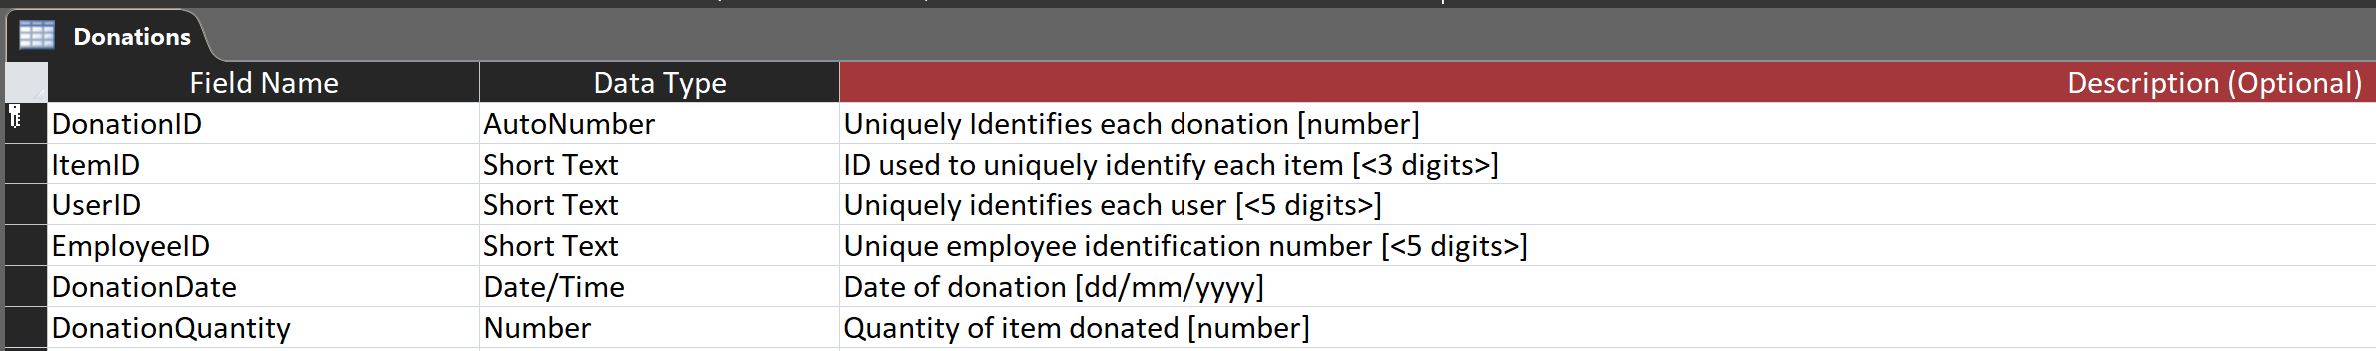 Donations
Field Name Data Type Description (Optional)
DonationID AutoNumber Uniquely Identifies each donation [number]
ItemID Short Text ID used to uniquely identify each item [<3 digits>]
UserID Short Text Uniquely identifies each user [<5 digits>]
EmployeeID Short Text Unique employee identification number [<5 digits>]
DonationDate Date/Time Date of donation [dd/mm/yyyy]
DonationQuantity Number Quantity of item donated [number]